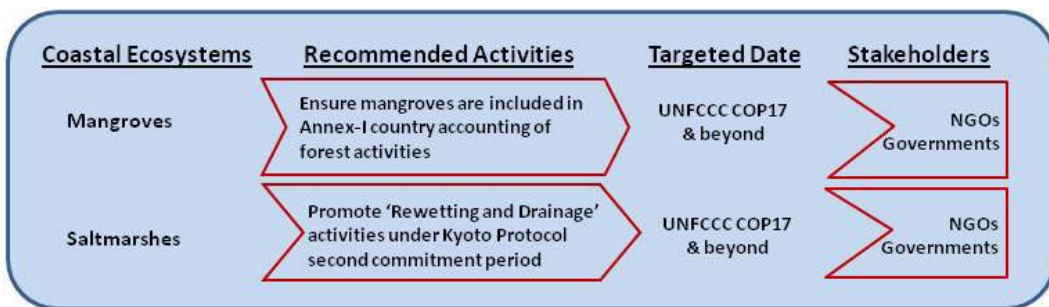 Coastal Ecosystems Recommended Activities Targeted Date Stakeholders
Mangroves
Ensure mangroves are included in
Annex-I country accounting of
forest activities
UNFCCC COP17
& beyond
NGOs
Governments
Saltmarshes
Promote ‘Rewetting and Drainage’
activities under Kyoto Protocol
second commitment period
UNFCCC COP17
& beyond
NGOs
Governments